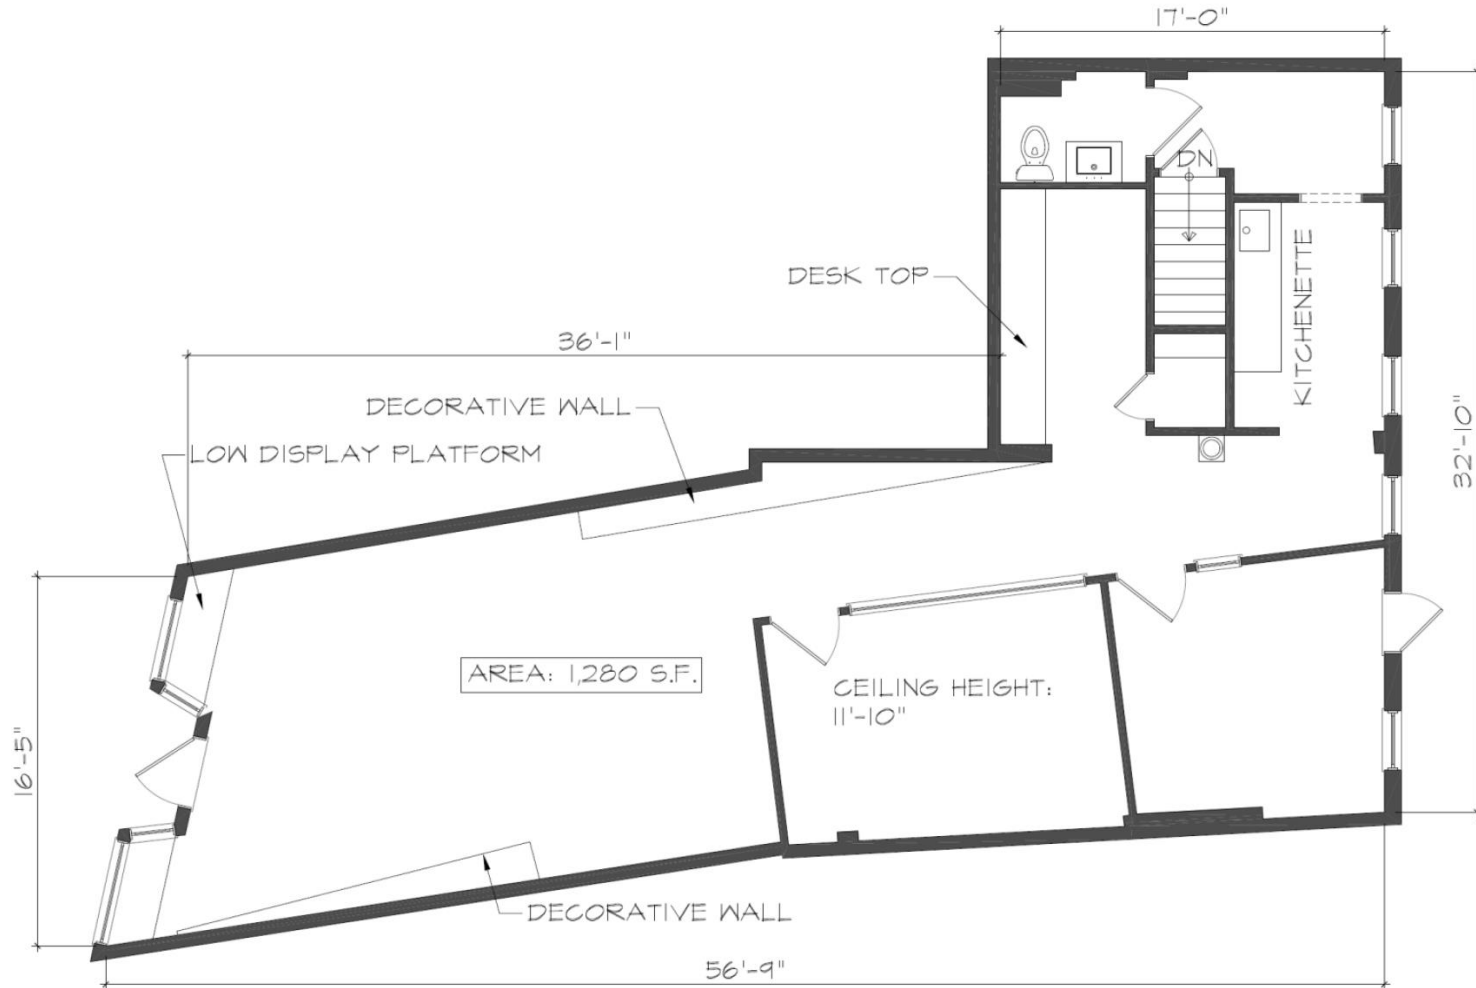 17'-0"
DN
KITCHENETTE
DESK TOP
36'-1"
DECORATIVE WALL
LOW DISPLAY PLATFORM
32'-10"
AREA: 1,280 S.F.
CEILING HEIGHT:
11'-10"
16'-5"
DECORATIVE WALL
56'-9"